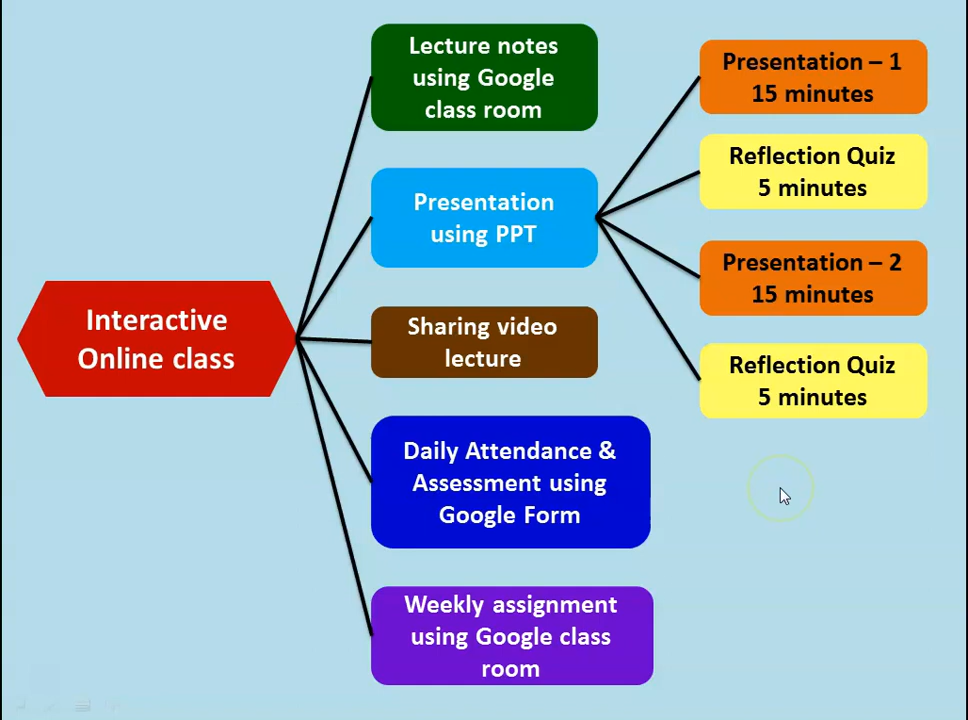 Interactive
Online class
Lecture notes
using Google
class room
Presentation
using PPT
Sharing video
lecture
Daily Attendance &
Assessment using
Google Form
Weekly assignment
using Google class
room
Presentation – 1
15 minutes
Reflection Quiz
5 minutes
Presentation – 2
15 minutes
Reflection Quiz
5 minutes